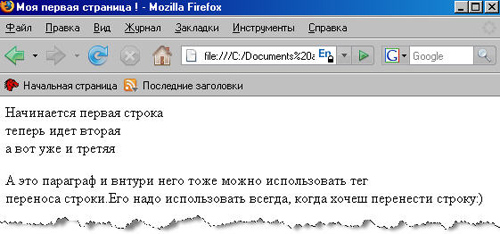 Моя первая страница ! - Mozilla Firefox
Файл Правка Вид Журнал Закладки Инструменты Справка
file:///C:/Documents%20a En Google
Начальная страница Последние заголовки
Начинается первая строка
теперь идет вторая
а вот уже и третяя
А это параграф и внтури него тоже можно использовать тег
переноса строки.Его надо использовать всегда, когда хочеш перенести строку:)